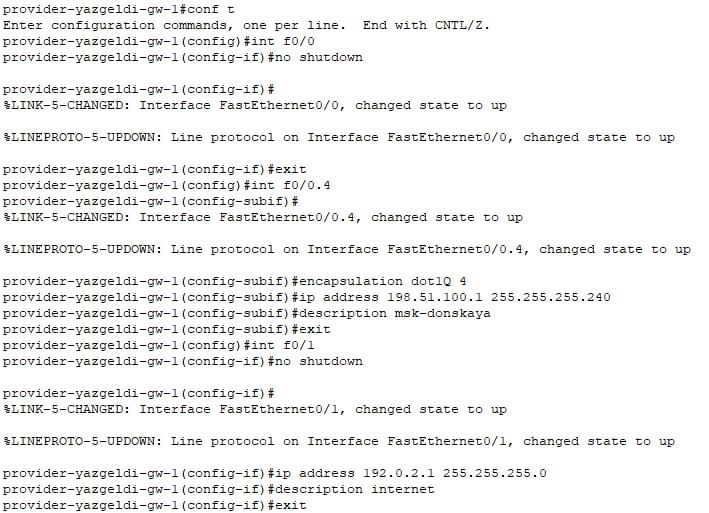 provider-yazgeldi-gw-1#conf t
Enter configuration commands, one per line.  End with CNTL/Z.
provider-yazgeldi-gw-1(config)#int f0/0
provider-yazgeldi-gw-1(config-if)#no shutdown
provider-yazgeldi-gw-1(config-if)#
%LINK-5-CHANGED: Interface FastEthernet0/0, changed state to up
%LINEPROTO-5-UPDOWN: Line protocol on Interface FastEthernet0/0, changed state to up
provider-yazgeldi-gw-1(config-if)#exit
provider-yazgeldi-gw-1(config)#int f0/0.4
provider-yazgeldi-gw-1(config-subif)#
%LINK-5-CHANGED: Interface FastEthernet0/0.4, changed state to up
%LINEPROTO-5-UPDOWN: Line protocol on Interface FastEthernet0/0.4, changed state to up
provider-yazgeldi-gw-1(config-subif)#encapsulation dot1Q 4
provider-yazgeldi-gw-1(config-subif)#ip address 198.51.100.1 255.255.255.240
provider-yazgeldi-gw-1(config-subif)#description msk-donskaya
provider-yazgeldi-gw-1(config-subif)#exit
provider-yazgeldi-gw-1(config)#int f0/1
provider-yazgeldi-gw-1(config-if)#no shutdown
provider-yazgeldi-gw-1(config-if)#
%LINK-5-CHANGED: Interface FastEthernet0/1, changed state to up
%LINEPROTO-5-UPDOWN: Line protocol on Interface FastEthernet0/1, changed state to up
provider-yazgeldi-gw-1(config-if)#ip address 192.0.2.1 255.255.255.0
provider-yazgeldi-gw-1(config-if)#description internet
provider-yazgeldi-gw-1(config-if)#exit